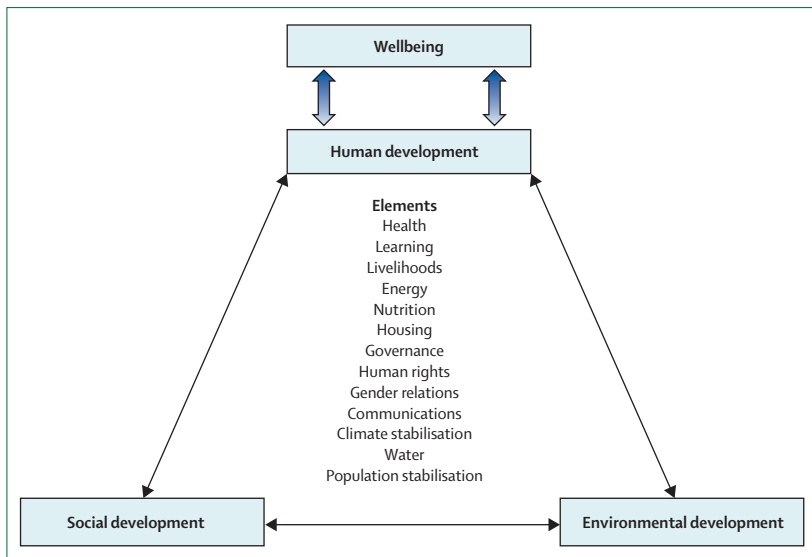 Wellbeing
Human development
Elements
Health
Learning
Livelihoods
Energy
Nutrition
Housing
Governance
Human rights
Gender relations
Communications
Climate stabilisation
Water
Population stabilisation
Social development
Environmental development